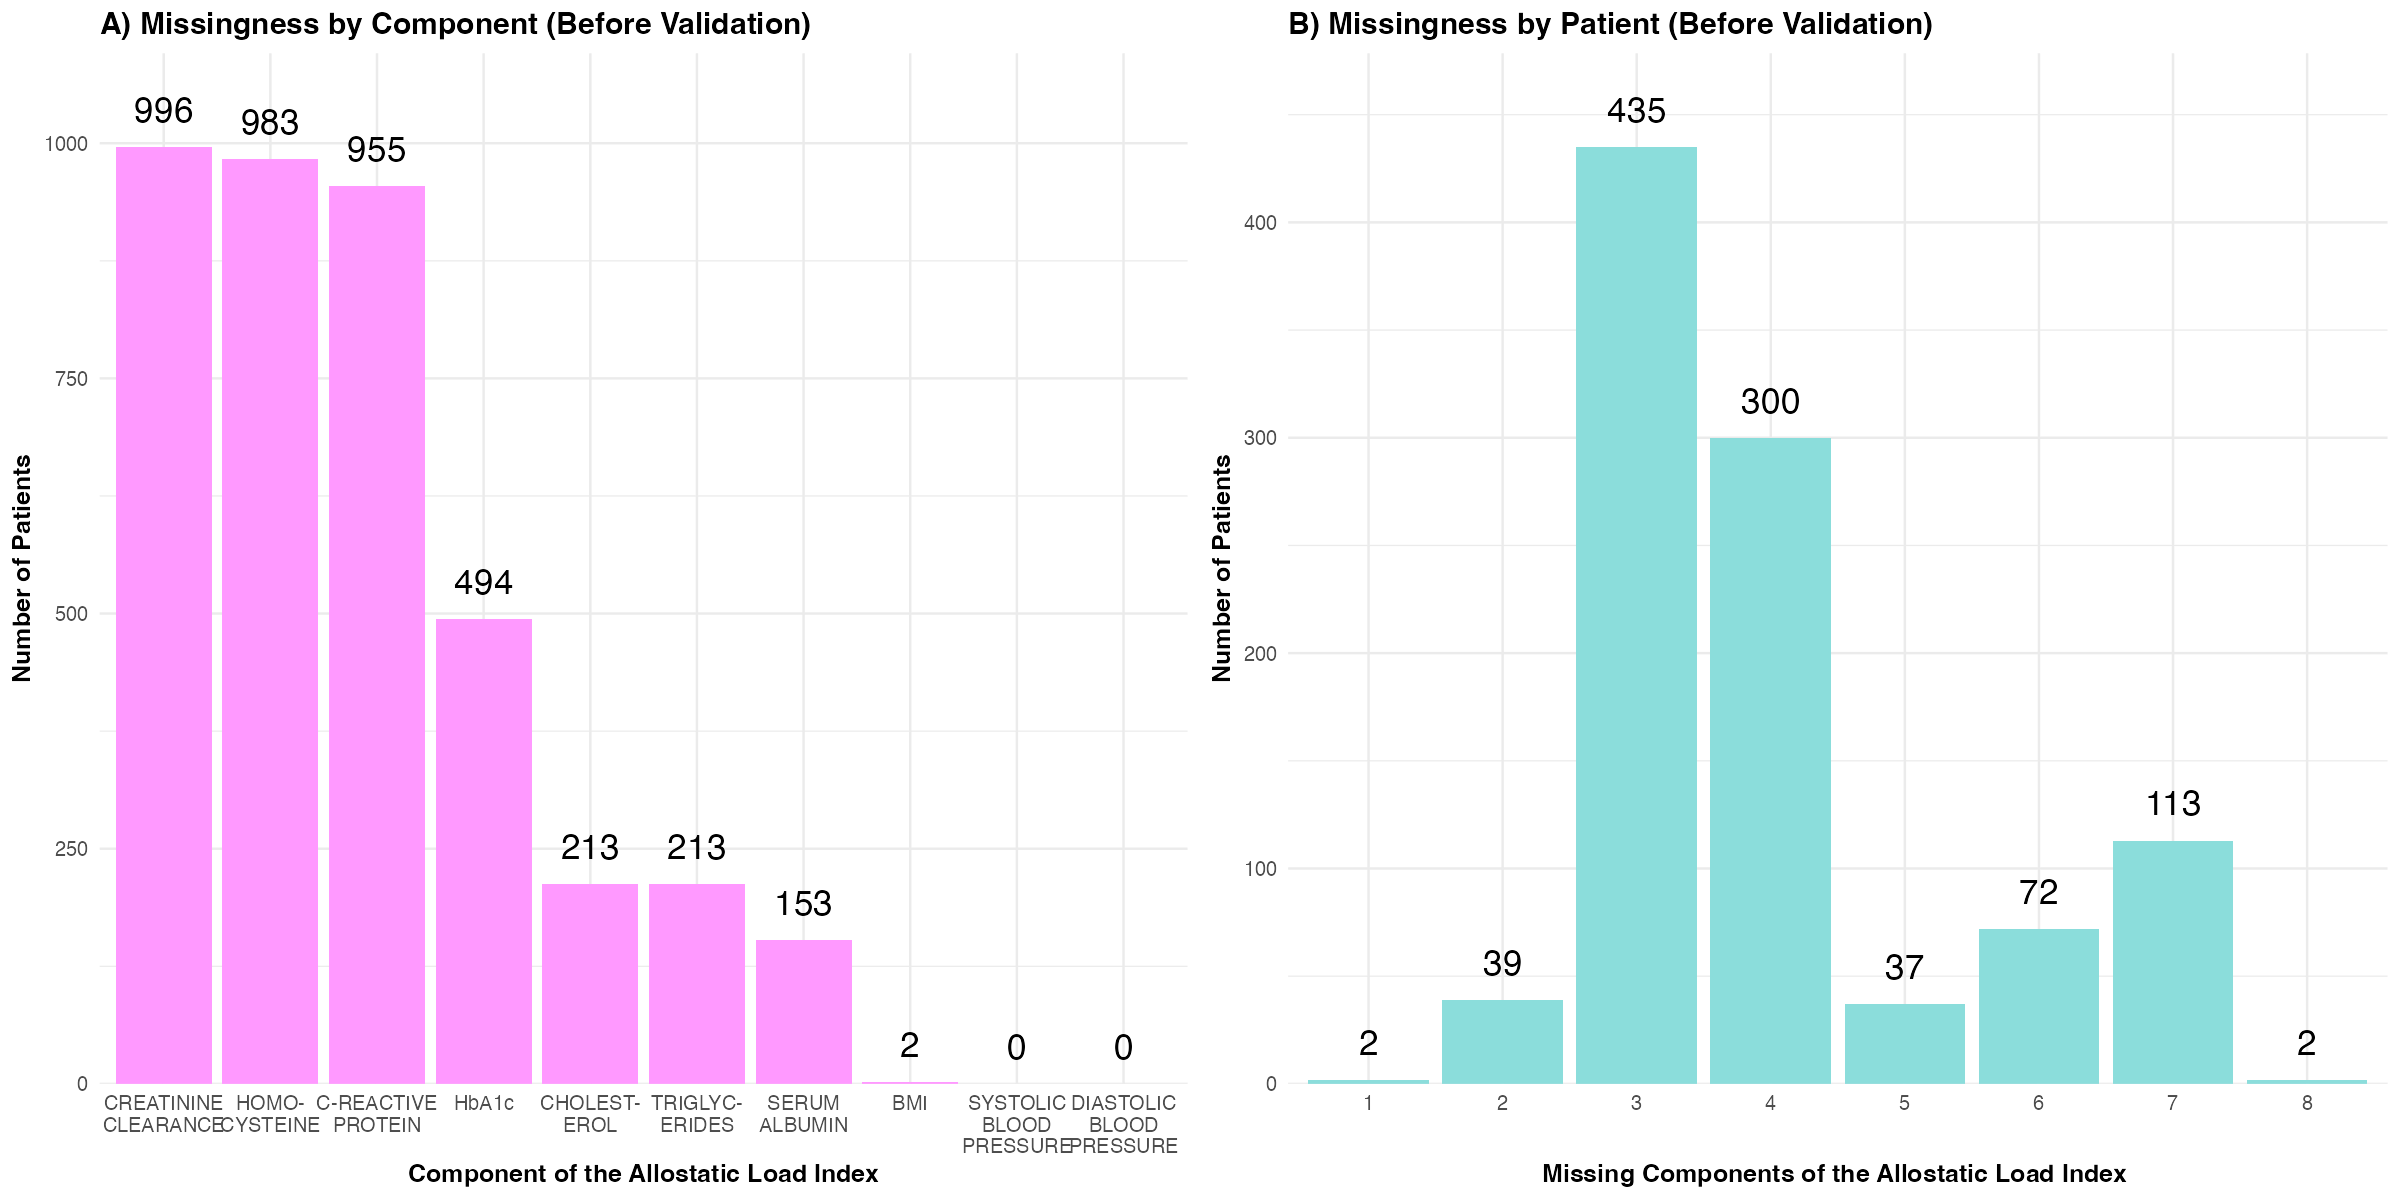 A) Missingness by Component (Before Validation)
Number of Patients
1000
750
500
250
0
996
983
955
494
213
213
153
2
0
0
CREATININE
CLEARANCE
HOMO-
CYSTEINE
C-REACTIVE
PROTEIN
HbA1c
CHOLEST-
EROL
TRIGLYC-
ERIDES
SERUM
ALBUMIN
BMI
SYSTOLIC
BLOOD
PRESSURE
DIASTOLIC
BLOOD
PRESSURE
Component of the Allostatic Load Index
B) Missingness by Patient (Before Validation)
Number of Patients
400
300
200
100
0
2
39
435
300
37
72
113
2
1
2
3
4
5
6
7
8
Missing Components of the Allostatic Load Index